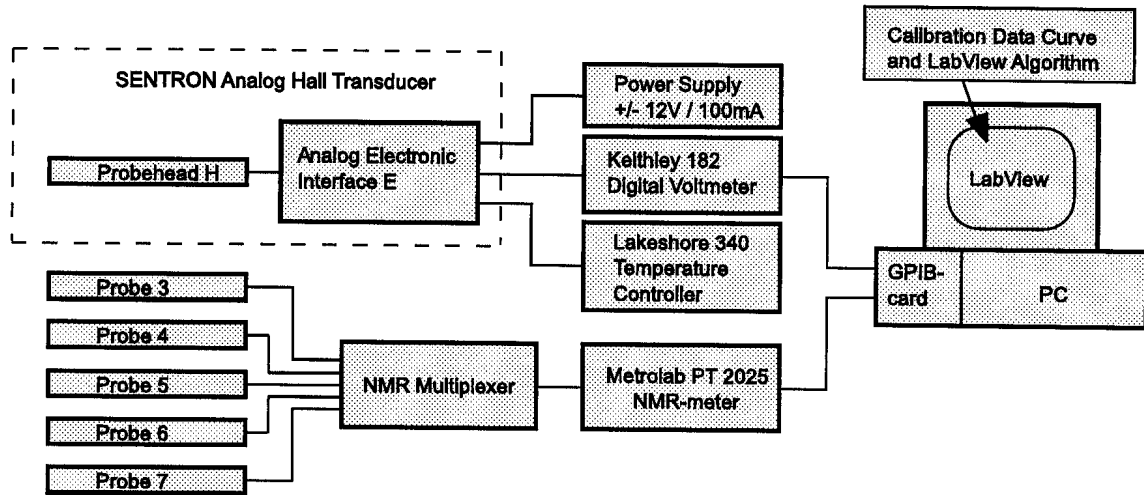 SENTRON Analog Hall Transducer
Probehead H
Analog Electronic
Interface E
Power Supply
+/- 12V / 100mA
Keithley 182
Digital Voltmeter
Lakeshore 340
Temperature
Controller
Calibration Data Curve
and LabView Algorithm
LabView
GPIB-
card
PC
Probe 3
Probe 4
Probe 5
Probe 6
Probe 7
NMR Multiplexer
Metrolab PT 2025
NMR-meter